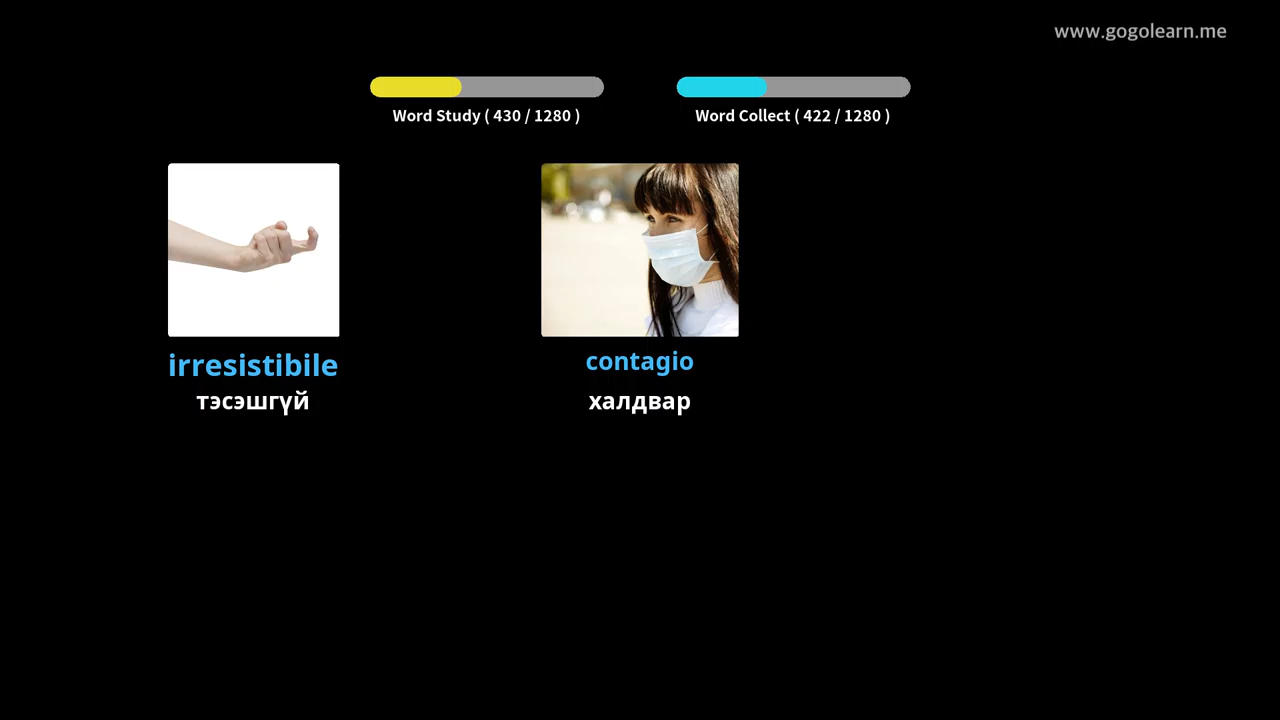 www.gogolearn.me
Word Study ( 430 / 1280 )
Word Collect ( 422 / 1280 )
irresistibile
тэсэшгүй
contagio
халдвар